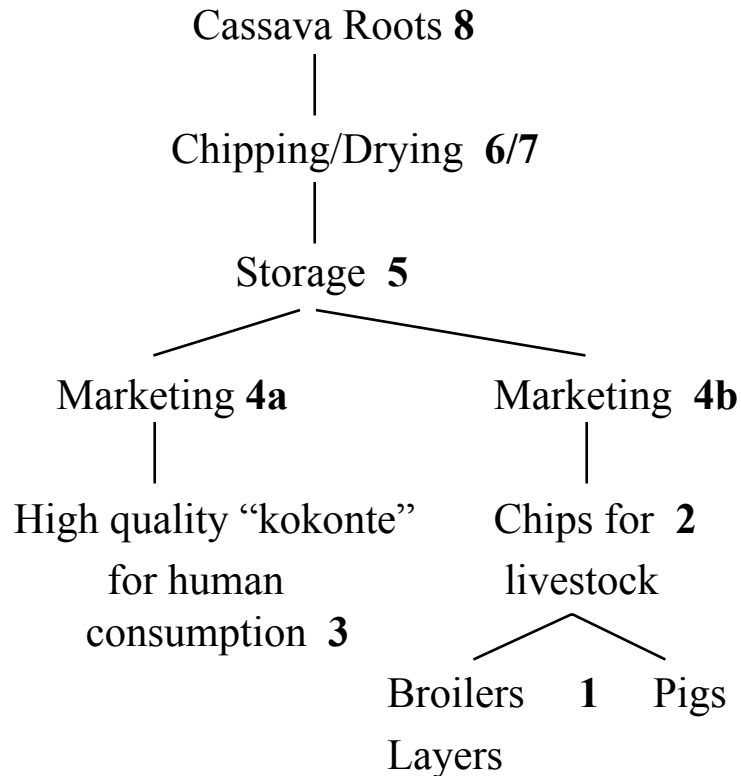 Cassava Roots 8
Chipping/Drying 6/7
Storage 5
Marketing 4a
Marketing 4b
High quality “kokonte”
for human
consumption 3
Chips for 2
livestock
Broilers 1 Pigs
Layers